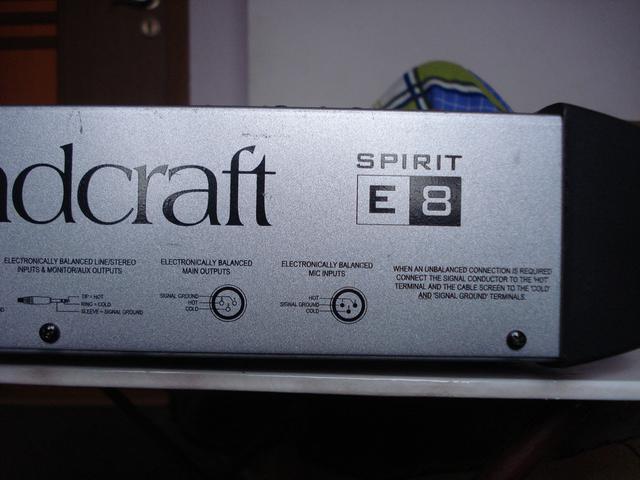 ndcraft
SPIRIT
E 8
ELECTRONICALLY BALANCED LINE/STEREO
INPUTS & MONITOR/AUX OUTPUTS
TIP = HOT
RING = COLD
SLEEVE = SIGNAL GROUND
ELECTRONICALLY BALANCED
MAIN OUTPUTS
SIGNAL GROUND
HOT
COLD
ELECTRONICALLY BALANCED
MIC INPUTS
HOT
SIGNAL GROUND
COLD
WHEN AN UNBALANCED CONNECTION IS REQUIRED
CONNECT THE SIGNAL CONDUCTOR TO THE 'HOT'
TERMINAL AND THE CABLE SCREEN TO THE 'COLD'
AND 'SIGNAL GROUND' TERMINALS.